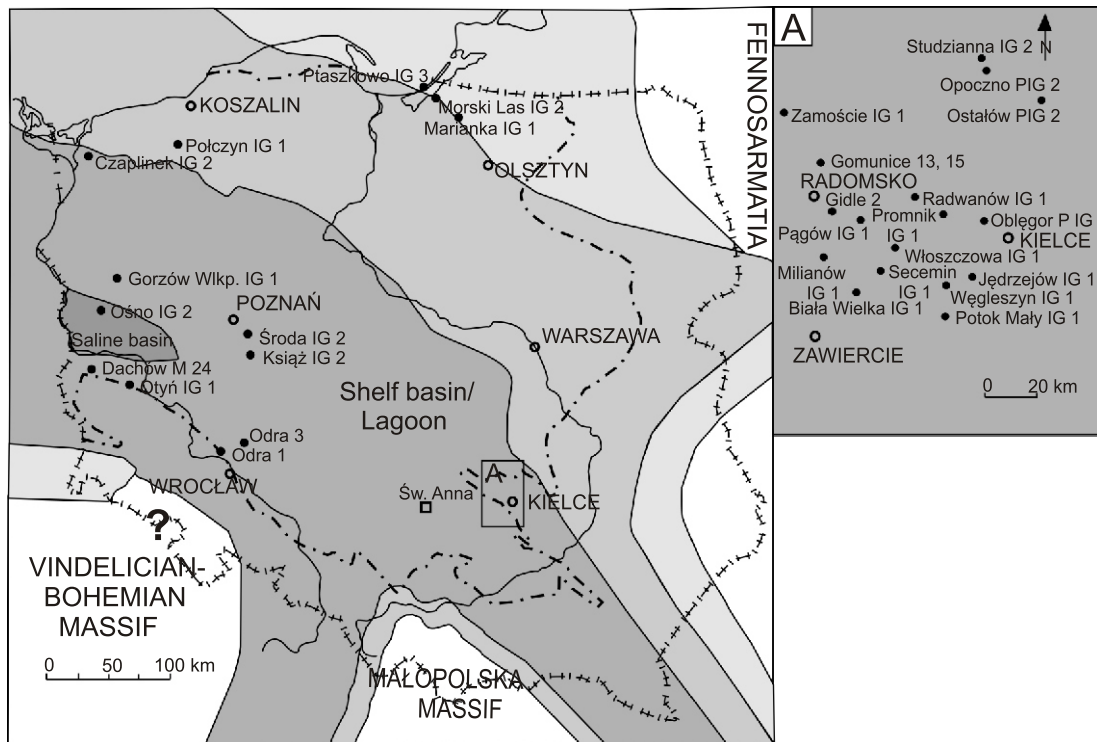 Ptaszkowo IG 3
KOSZALIN
Morski Las IG 2
Marianka IG 1
Połczyn IG 1
Czaplinek IG 2
OLSZTYN
FENNOSARMATIA
Gorzów Wlkp. IG 1
Ośno IG 2
POZNAŃ
Saline basin
Środa IG 2
Książ IG 2
WARSZAWA
Dachów M 24
Otyń IG 1
Shelf basin/
Lagoon
Odra 3
Odra 1
WROCŁAW
A
Św. Anna
KIELCE
?
VINDELICIAN-
BOHEMIAN
MASSIF
0 50 100 km
MAŁOPOLSKA
MASSIF
A
N
Studzianna IG 2
Opoczno PIG 2
Zamoście IG 1
Ostałów PIG 2
Gomunice 13, 15
RADOMSKO
Gidle 2
Radwanów IG 1
Pągów IG 1
Promnik
IG 1
Oblęgor P IG
KIELCE
Włoszczowa IG 1
Milianów
IG 1
Secemin
IG 1
Jędrzejów IG 1
Biała Wielka IG 1
Węgleszyn IG 1
Potok Mały IG 1
ZAWIERCIE
0 20 km